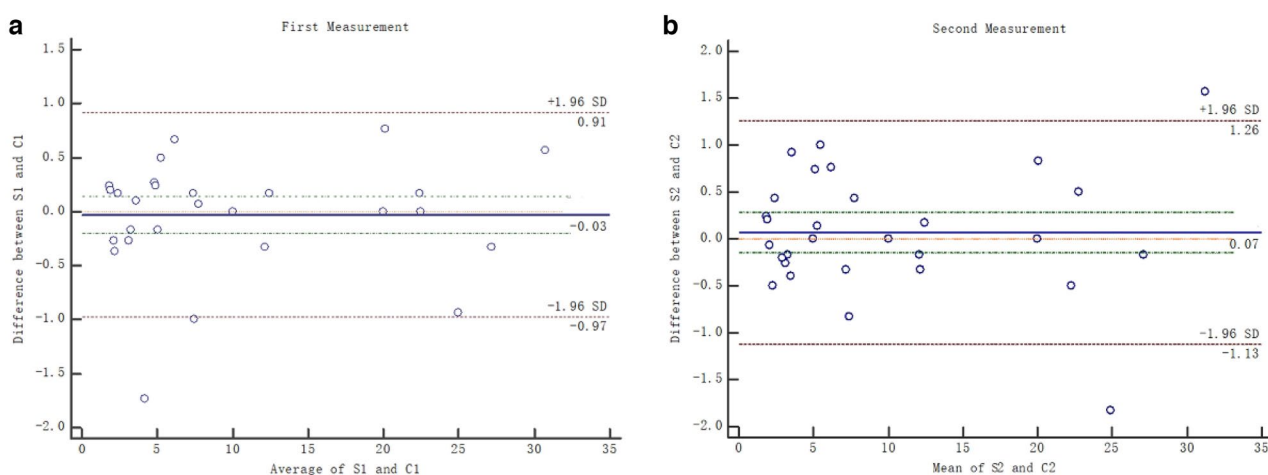 a
First Measurement
Difference between S1 and C1
1.5
1.0
0.5
0.0
-0.5
-1.0
-1.5
-2.0
+1.96 SD
0.91
-0.03
-1.96 SD
-0.97
0 5 10 15 20 25 30 35
Average of S1 and C1
b
Second Measurement
Difference between S2 and C2
2.0
1.5
1.0
0.5
0.0
-0.5
-1.0
-1.5
-2.0
+1.96 SD
1.26
0.07
-1.96 SD
-1.13
0 5 10 15 20 25 30 35
Mean of S2 and C2